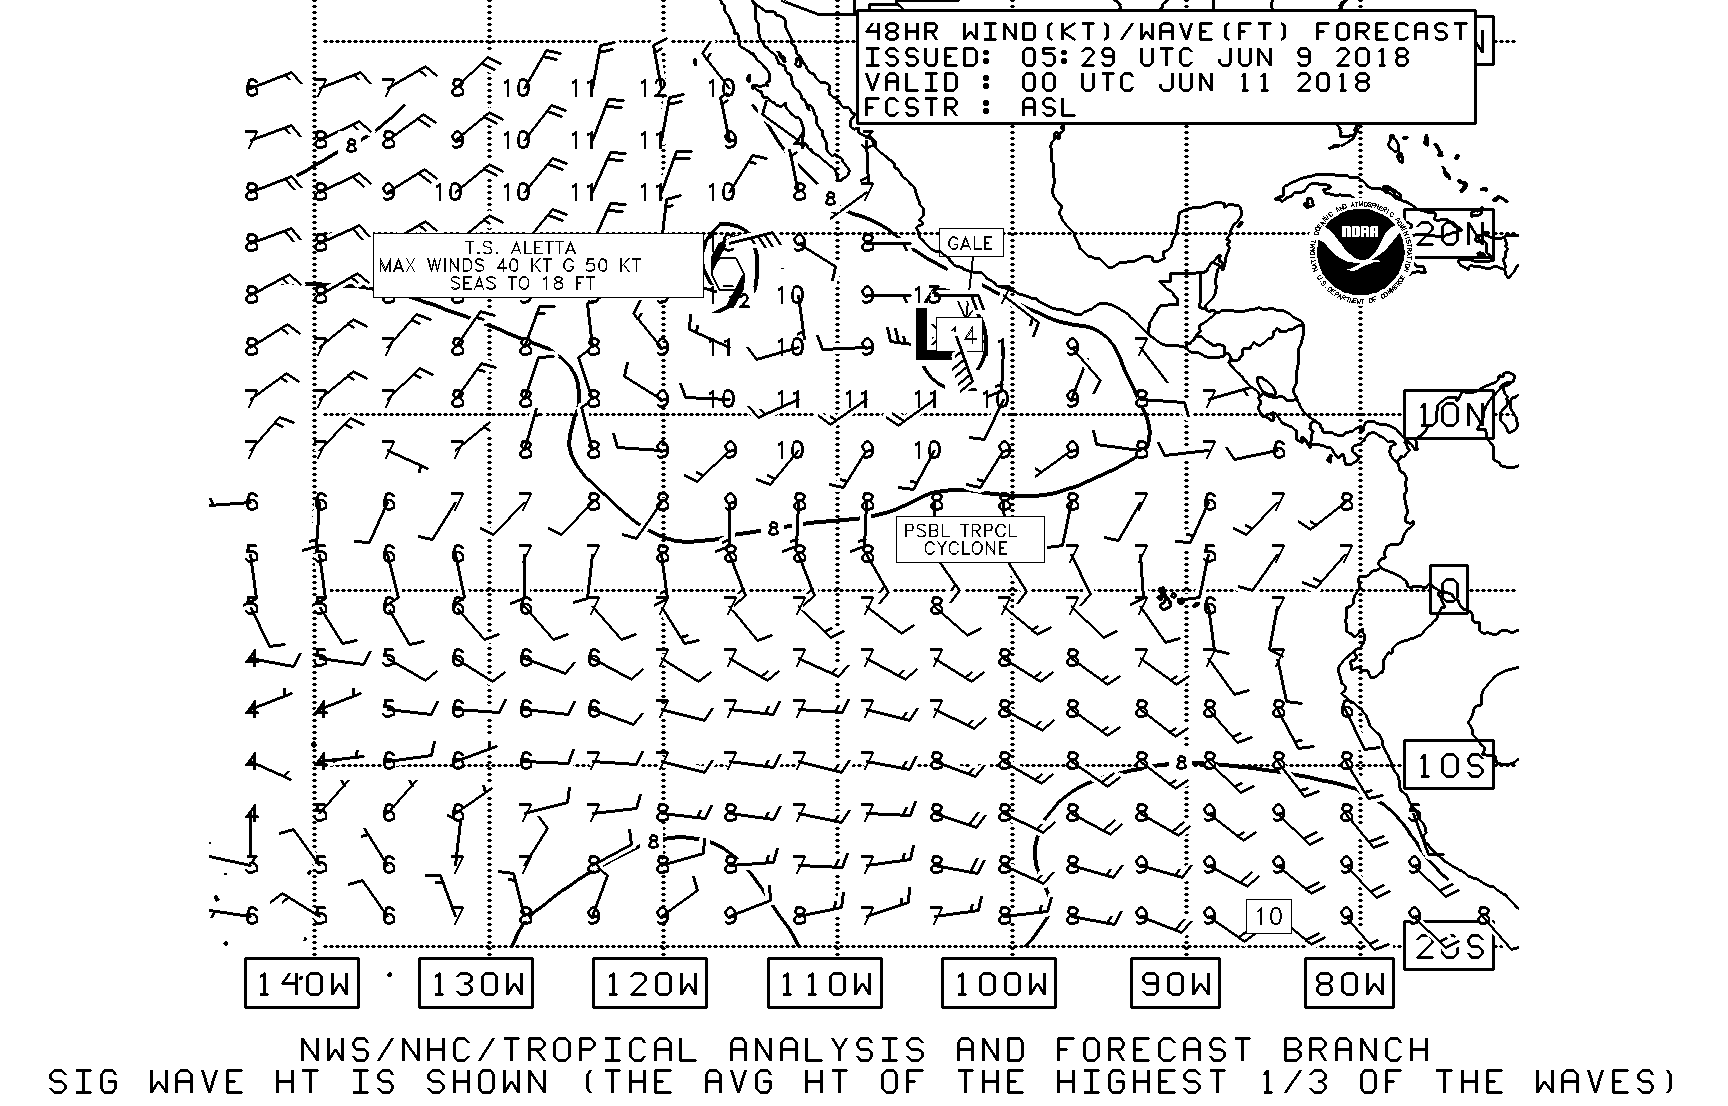 48HR WIND(KT)/WAVE(FT) FORECAST
ISSUED: 05:29 UTC JUN 9 2018
VALID : 00 UTC JUN 11 2018
FCSTR : ASL
6 7 7 8 10 11 12 10
7 8 8 8 9 10 11 11 9 4 3
8 8 9 10 10 11 11 10 8 8 7
NOAA
NATIONAL OCEANIC AND ATMOSPHERIC ADMINISTRATION
U.S. DEPARTMENT OF COMMERCE
8 8 9 8
GALE
20N
T.S. ALETTA
MAX WINDS 40 KT G 50 KT
SEAS TO 18 FT
8 8 10 9 13 7
8 7 7 8 8 8 9 11 10 9 L 14 9 7
7 7 7 8 8 8 9 10 11 11 11 10 9 8 7
10N
7 7 7 7 8 8 9 9 10 9 10 9 9 8 7 6
6 6 6 7 7 8 8 9 8 8 8 8 8 7 6 7 8
8
PSBL TRPCL
CYCLONE
5 5 6 6 7 7 8 8 8 8 7 7 5 7 7
0
5 5 6 6 6 7 7 7 7 7 8 7 7 7 6 7
4 5 5 6 6 6 7 7 7 7 7 8 8 7 7 7
4 4 5 6 6 6 7 7 7 7 7 8 8 8 8 8 6
4 4 6 6 6 7 7 7 7 7 8 8 8 8 8 8 8 8
10S
4 5 6 6 7 7 8 8 7 7 8 8 8 8 9 9 8 5
8
3 5 6 7 7 8 8 8 7 7 8 8 8 9 9 9 9 9
6 5 6 7 8 9 9 9 8 7 7 8 8 9 9 10 9 9 8
20S
140W 130W 120W 110W 100W 90W 80W
NWS/NHC/TROPICAL ANALYSIS AND FORECAST BRANCH
SIG WAVE HT IS SHOWN (THE AVG HT OF THE HIGHEST 1/3 OF THE WAVES)